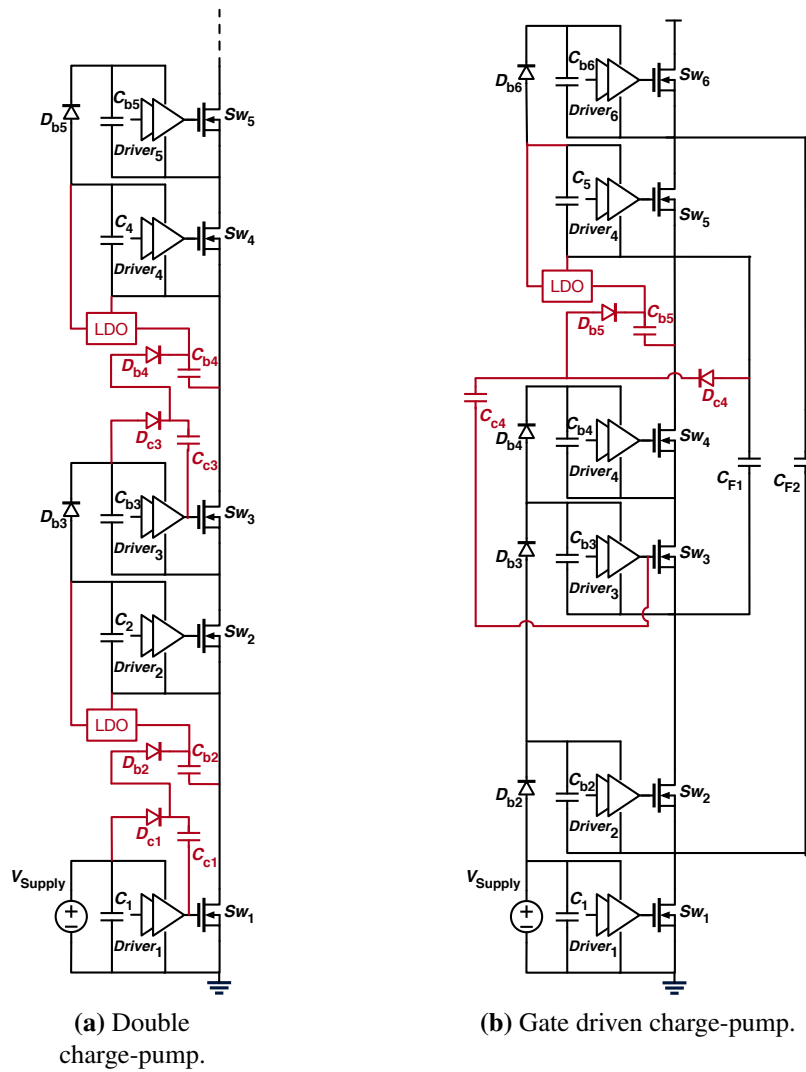 C_b5
D_b5
Driver_5
Sw_5
C_4
Driver_4
Sw_4
LDO
D_b4
C_b4
D_c3
C_c3
C_b3
D_b3
Driver_3
Sw_3
C_2
Driver_2
Sw_2
LDO
D_b2
C_b2
D_c1
C_c1
V_Supply
C_1
Driver_1
Sw_1
(a) Double
charge-pump.
C_b6
D_b6
Driver_6
Sw_6
C_5
Driver_4
Sw_5
LDO
D_b5
C_b5
D_c4
C_c4
C_b4
D_b4
Driver_4
Sw_4
C_F1
C_F2
C_b3
D_b3
Driver_3
Sw_3
C_b2
D_b2
Driver_2
Sw_2
V_Supply
C_1
Driver_1
Sw_1
(b) Gate driven charge-pump.